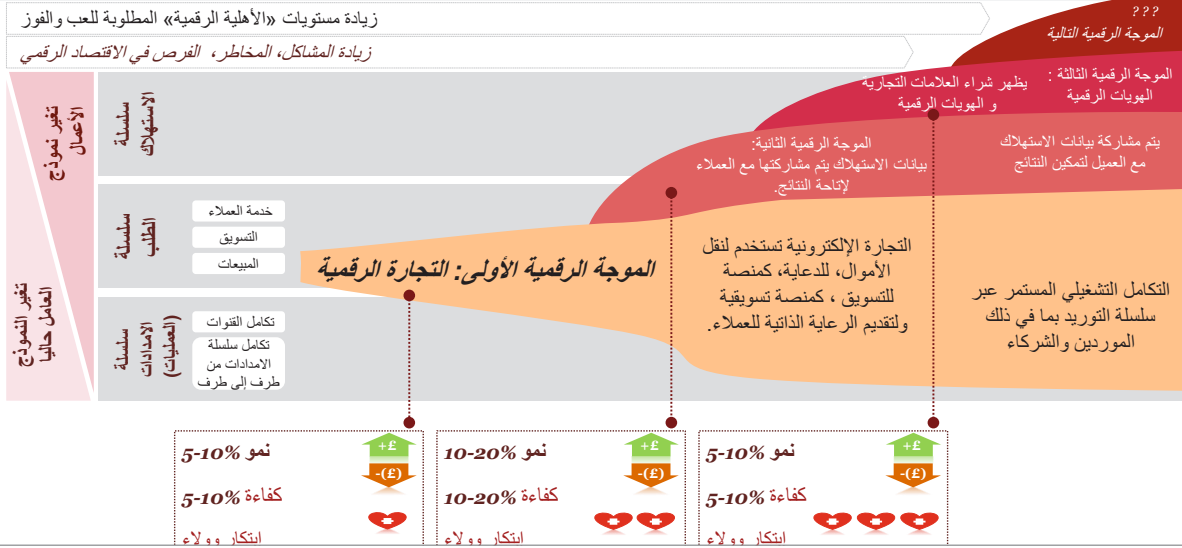 زيادة مستويات «الأهلية الرقمية» المطلوبة للعب والفوز
زيادة المشاكل، المخاطر، الفرص في الاقتصاد الرقمي
؟ ؟ ؟
الموجة الرقمية التالية
الموجة الرقمية الثالثة :
الهويات الرقمية
يظهر شراء العلامات التجارية
و الهويات الرقمية
يتم مشاركة بيانات الاستهلاك
مع العميل لتمكين النتائج
الموجة الرقمية الثانية:
بيانات الاستهلاك يتم مشاركتها مع العملاء
لإتاحة النتائج.
الموجة الرقمية الأولى: التجارة الرقمية
التجارة الإلكترونية تستخدم لنقل
الأموال، للدعاية، كمنصة
للتسويق ، كمنصة تسويقية
ولتقديم الرعاية الذاتية للعملاء.
التكامل التشغيلي المستمر عبر
سلسلة التوريد بما في ذلك
الموردين والشركاء
تغير نموذج
الأعمال
تغير النموذج
العامل حاليا
سلسلة
الاستهلاك
سلسلة
الطلب
خدمة العملاء
التسويق
المبيعات
سلسلة
الامدادات
(العمليات)
تكامل القنوات
تكامل سلسلة
الامدادات من
طرف إلى طرف
نمو 5-10%
+£
-(£)
كفاءة 5-10%
ابتكار وولاء
نمو 10-20%
+£
-(£)
كفاءة 10-20%
ابتكار وولاء
نمو 5-10%
+£
-(£)
كفاءة 5-10%
ابتكار وولاء